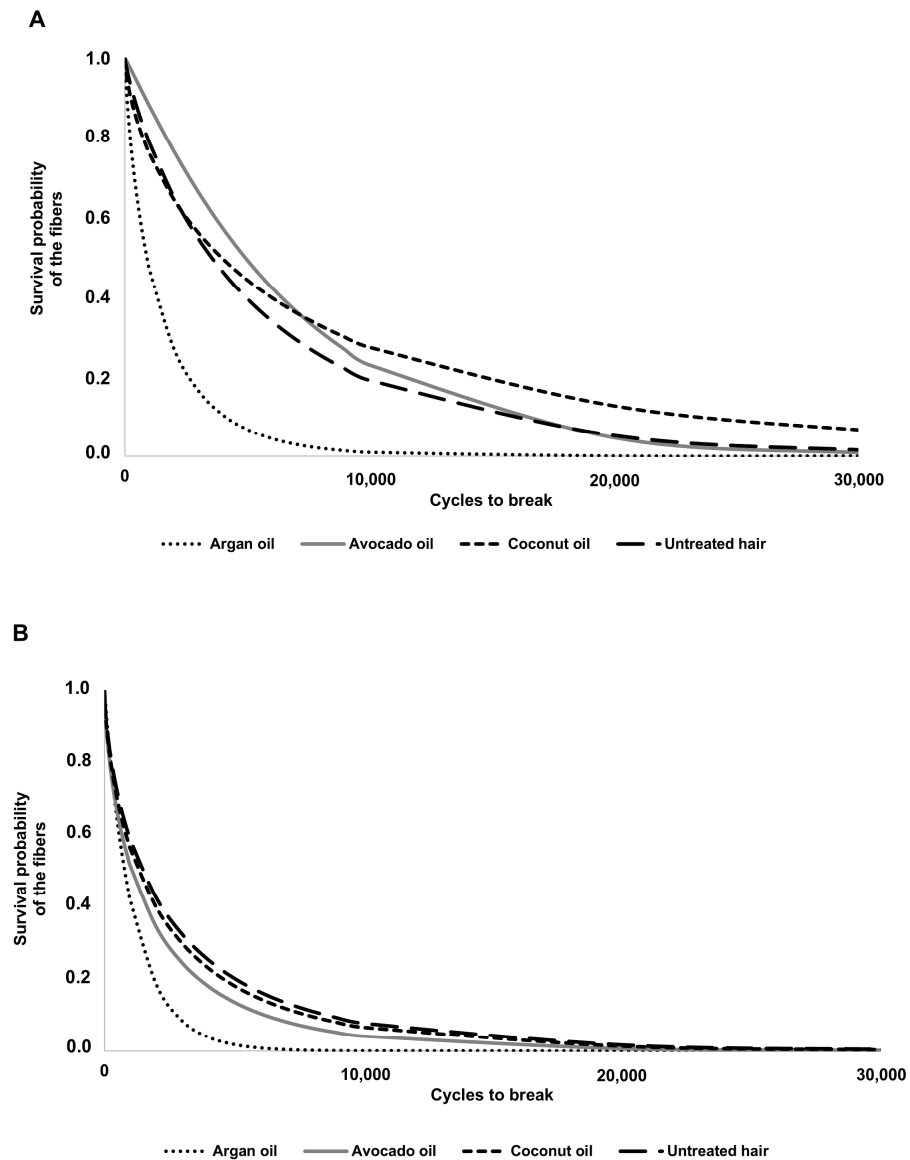 A
1.0
0.8
0.6
0.4
0.2
0.0
Survival probability
of the fibers
0
10,000
20,000
30,000
Cycles to break
Argan oil
Avocado oil
Coconut oil
Untreated hair
B
1.0
0.8
0.6
0.4
0.2
0.0
Survival probability
of the fibers
0
10,000
20,000
30,000
Cycles to break
Argan oil
Avocado oil
Coconut oil
Untreated hair